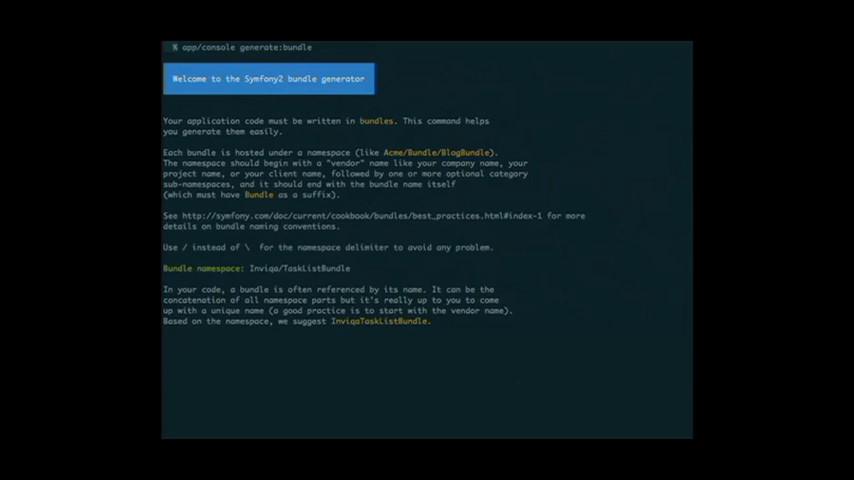 % app/console generate:bundle
Welcome to the Symfony2 bundle generator
Your application code must be written in bundles. This command helps
you generate them easily.
Each bundle is hosted under a namespace (like Acme/Bundle/BlogBundle).
The namespace should begin with a "vendor" name like your company name, your
project name, or your client name, followed by one or more optional category
sub-namespaces, and it should end with the bundle name itself
(which must have Bundle as a suffix).
See http://symfony.com/doc/current/cookbook/bundles/best_practices.html#index-1 for more
details on bundle naming conventions.
Use / instead of \  for the namespace delimiter to avoid any problem.
Bundle namespace: Inviqa/TaskListBundle
In your code, a bundle is often referenced by its name. It can be the
concatenation of all namespace parts but it's really up to you to come
up with a unique name (a good practice is to start with the vendor name).
Based on the namespace, we suggest InviqaTaskListBundle.